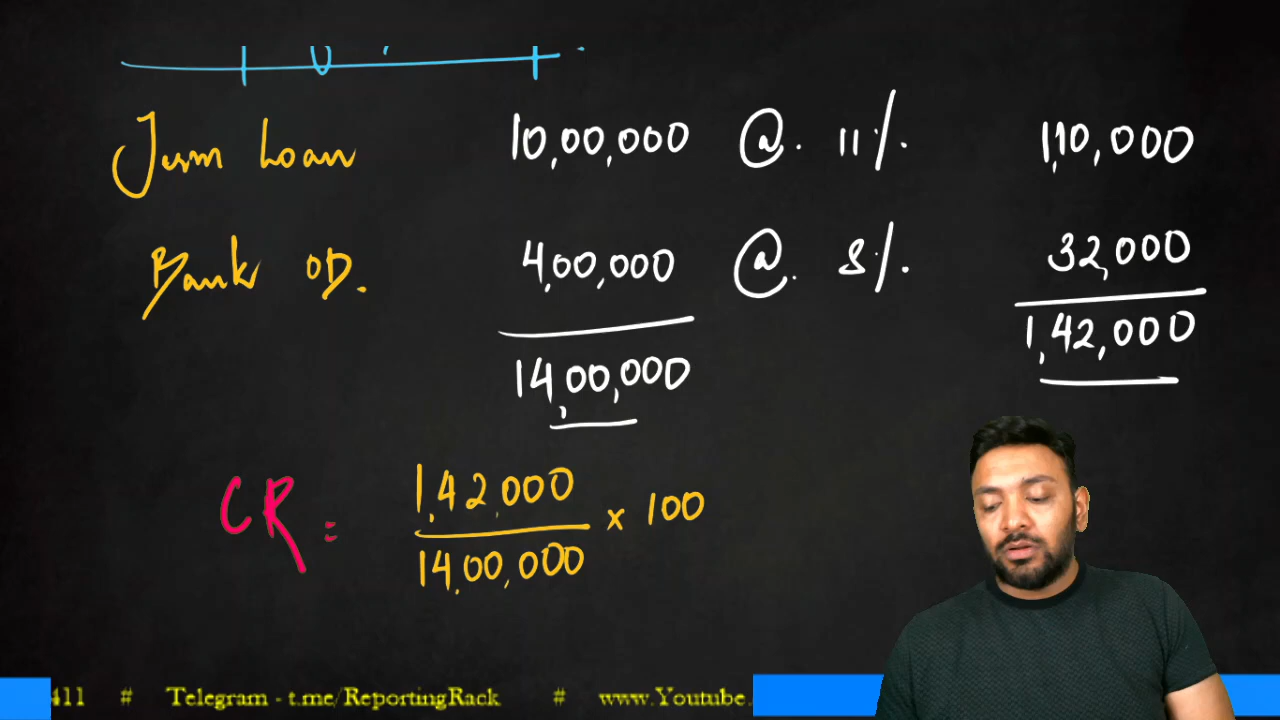 Term Loan 10,00,000 @. 11%. 1,10,000
Bank OD. 4,00,000 @. 8%. 32,000
14,00,000 1,42,000
CR = 1,42,000 / 14,00,000 x 100
411 # Telegram - t.me/ReportingRack # www.Youtube.